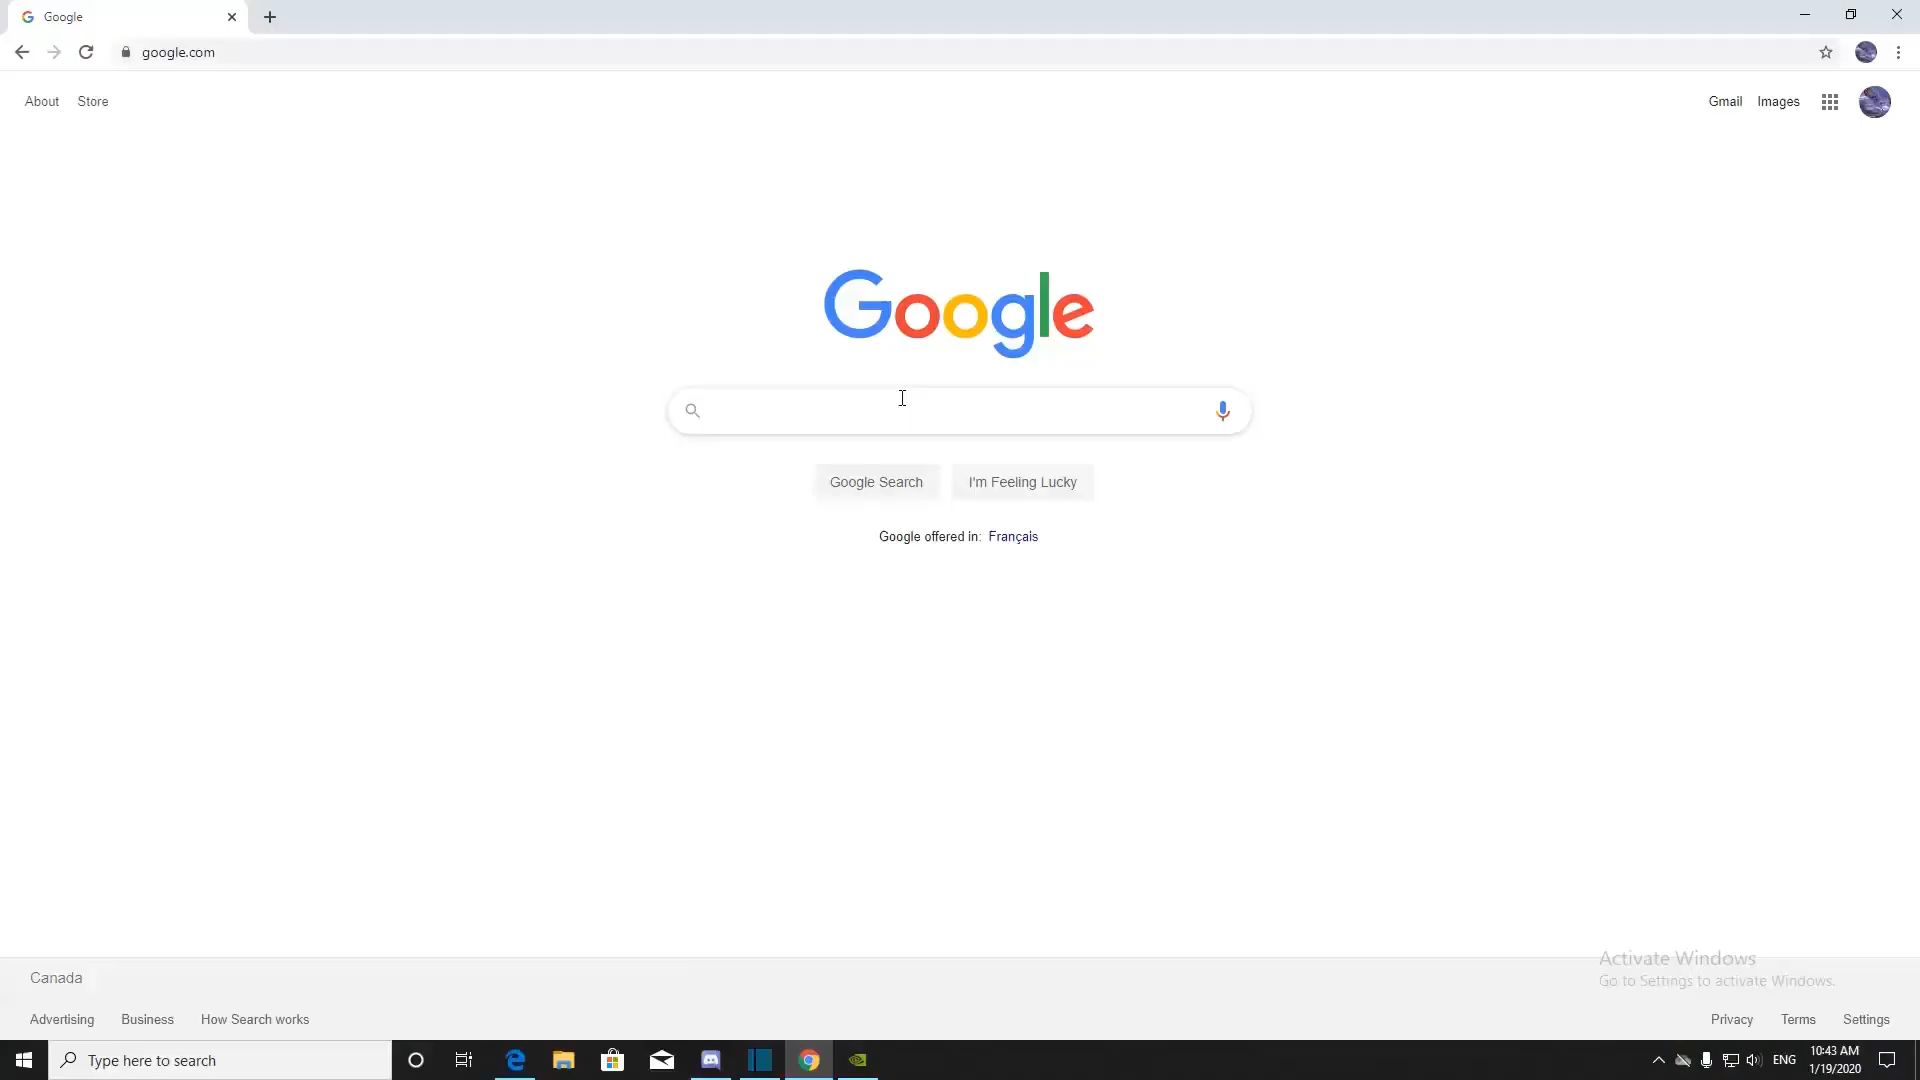 Google
google.com
About Store
Gmail Images
Google
Google Search I'm Feeling Lucky
Google offered in: Français
Activate Windows
Go to Settings to activate Windows.
Canada
Advertising Business How Search works
Privacy Terms Settings
Type here to search
ENG
10:43 AM
1/19/2020